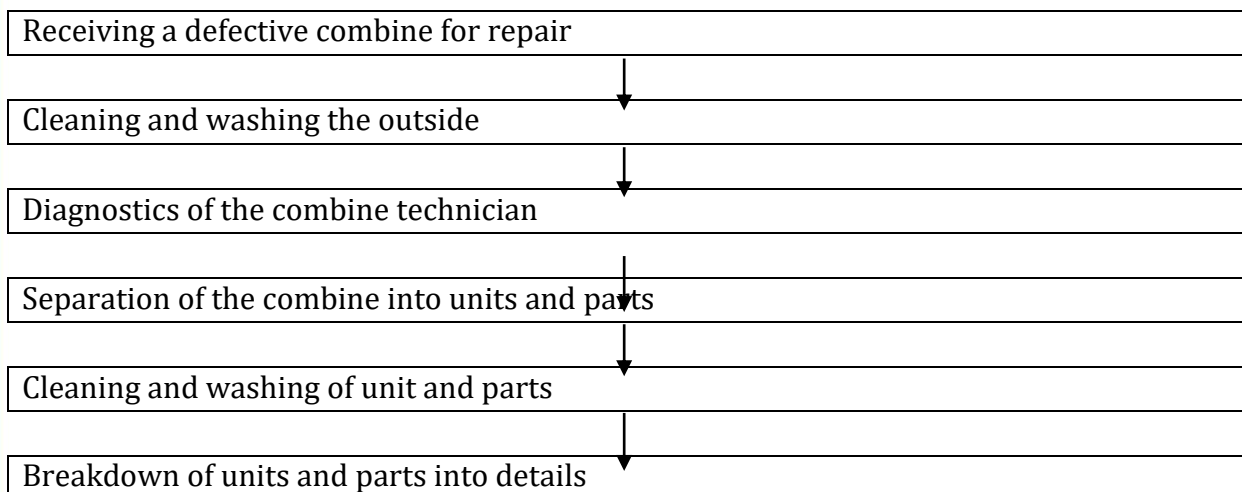 Receiving a defective combine for repair
Cleaning and washing the outside
Diagnostics of the combine technician
Separation of the combine into units and parts
Cleaning and washing of unit and parts
Breakdown of units and parts into details